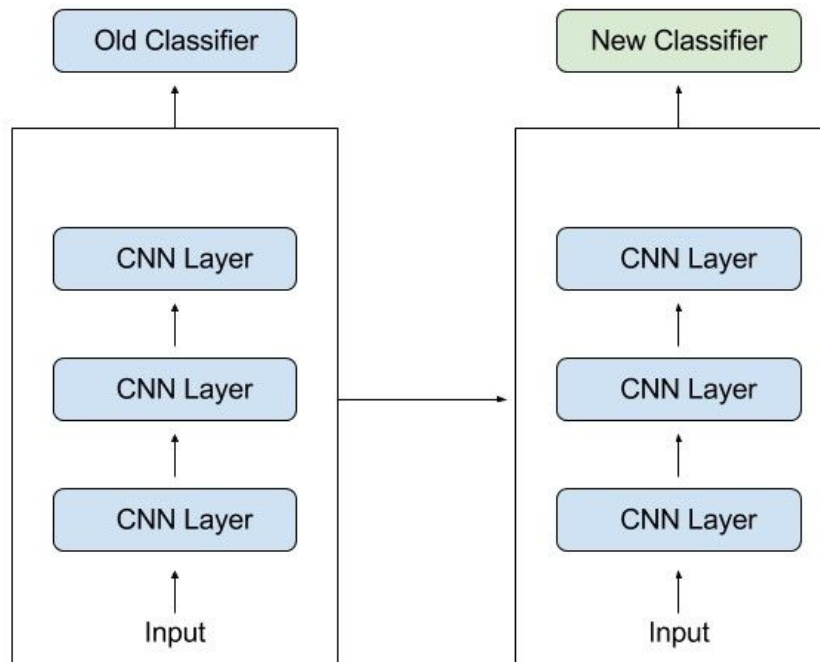 Old Classifier
CNN Layer
CNN Layer
CNN Layer
Input
New Classifier
CNN Layer
CNN Layer
CNN Layer
Input